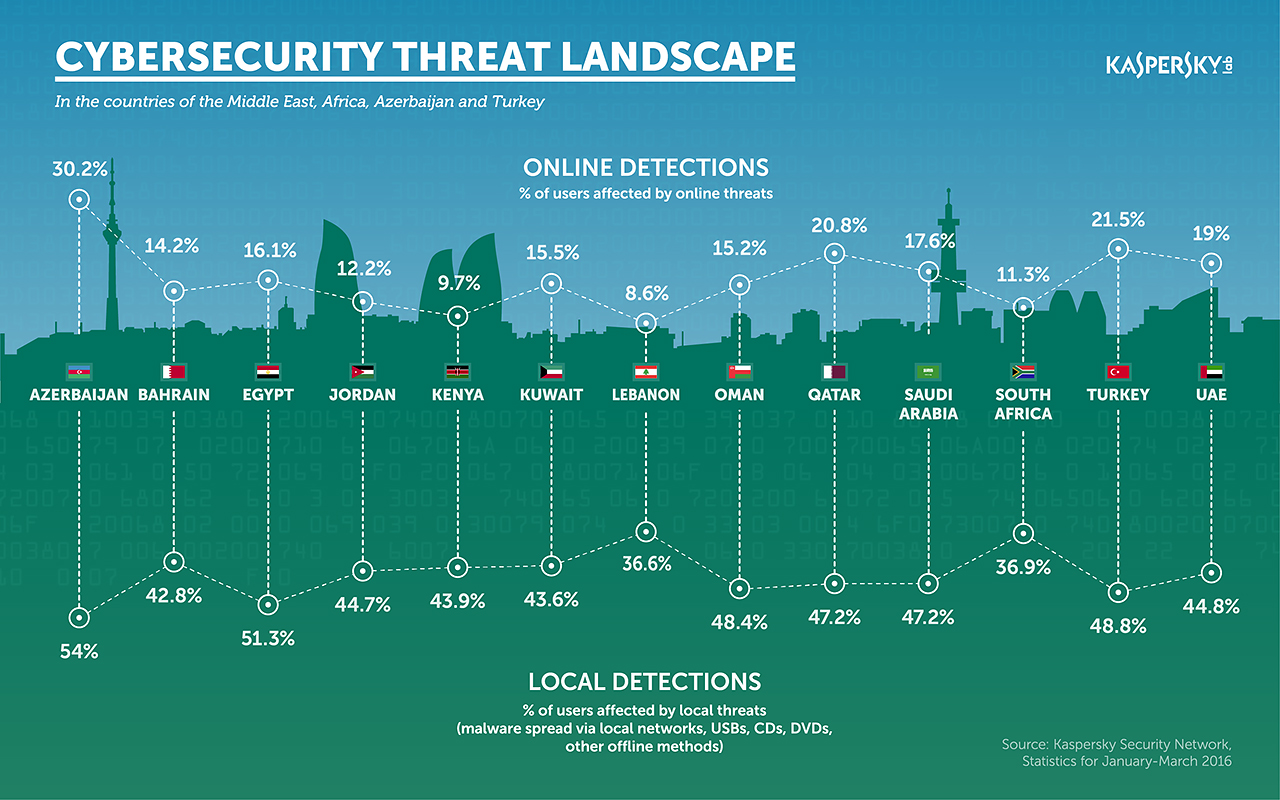 CYBERSECURITY THREAT LANDSCAPE
KASPERSKY lab
In the countries of the Middle East, Africa, Azerbaijan and Turkey
ONLINE DETECTIONS
% of users affected by online threats
30.2%
14.2%
16.1%
12.2%
9.7%
15.5%
8.6%
15.2%
20.8%
17.6%
11.3%
21.5%
19%
AZERBAIJAN
BAHRAIN
EGYPT
JORDAN
KENYA
KUWAIT
LEBANON
OMAN
QATAR
SAUDI
ARABIA
SOUTH
AFRICA
TURKEY
UAE
54%
42.8%
51.3%
44.7%
43.9%
43.6%
36.6%
48.4%
47.2%
47.2%
36.9%
48.8%
44.8%
LOCAL DETECTIONS
% of users affected by local threats
(malware spread via local networks, USBs, CDs, DVDs,
other offline methods)
Source: Kaspersky Security Network,
Statistics for January-March 2016